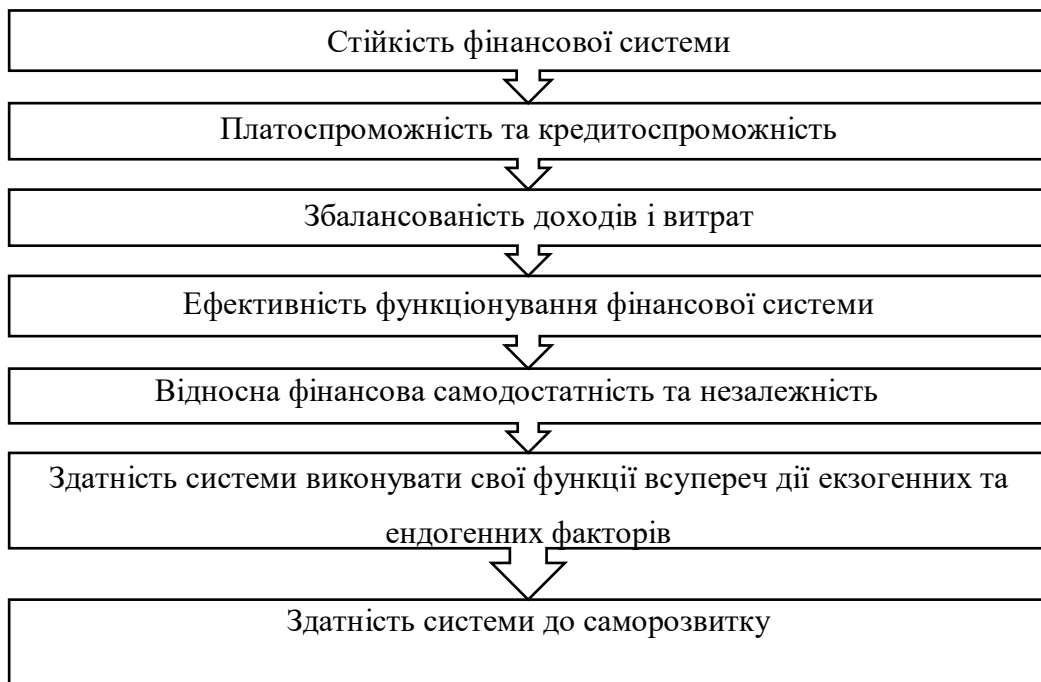 Стійкість фінансової системи
Платоспроможність та кредитоспроможність
Збалансованість доходів і витрат
Ефективність функціонування фінансової системи
Відносна фінансова самодостатність та незалежність
Здатність системи виконувати свої функції всупереч дії екзогенних та
ендогенних факторів
Здатність системи до саморозвитку